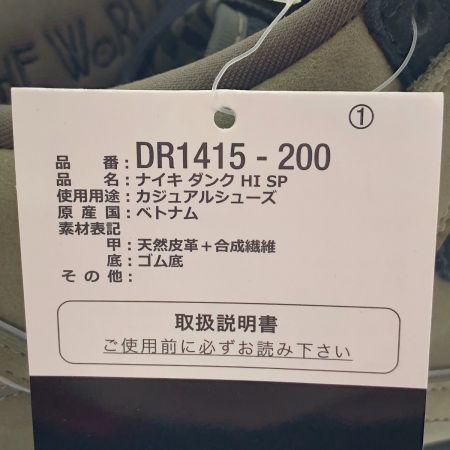 HE WORL
①
品 番:DR1415 - 200
品 名:ナイキ ダンク HI SP
使用用途:カジュアルシューズ
原 産 国:ベトナム
素材表記
甲:天然皮革+合成繊維
底:ゴム底
そ の 他:
取扱説明書
ご使用前に必ずお読み下さい